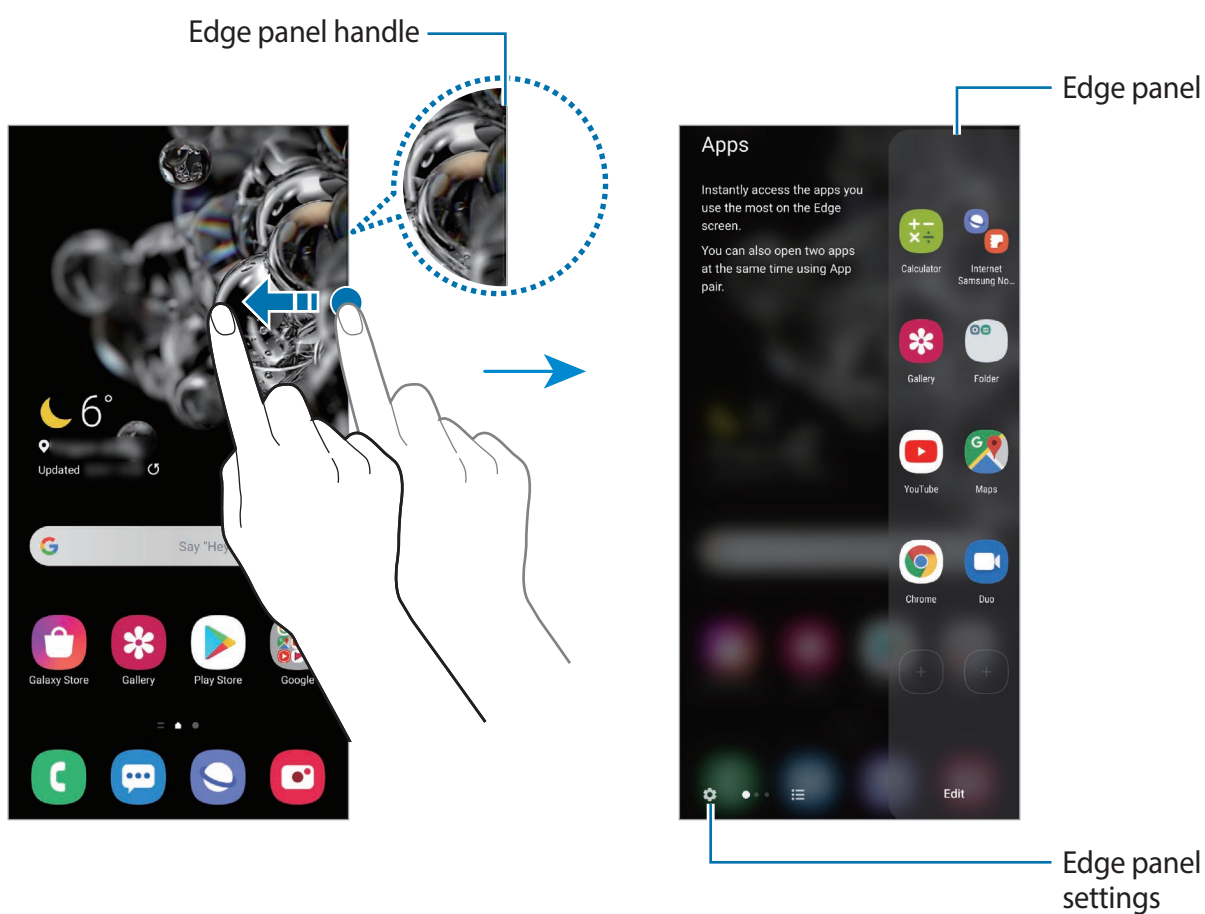 Edge panel handle
Edge panel
6°
Updated
G
Say "Hey
Galaxy Store
Gallery
Play Store
Google
Apps
Instantly access the apps you
use the most on the Edge
screen.
You can also open two apps
at the same time using App
pair.
Calculator
Internet
Samsung No...
Gallery
Folder
YouTube
G
Maps
Chrome
Duo
Edit
Edge panel
settings